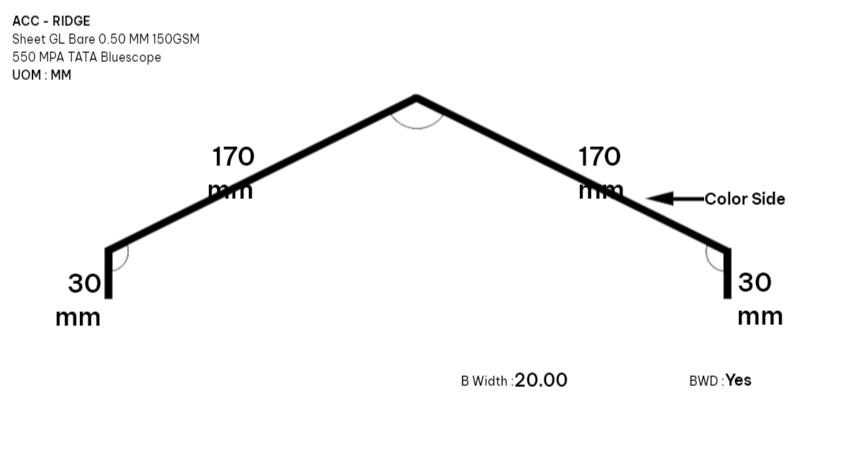 ACC - RIDGE
Sheet GL Bare 0.50 MM 150GSM
550 MPA TATA Bluescope
UOM : MM
170
mm
170
mm
Color Side
30
mm
30
mm
B Width : 20.00
BWD : Yes